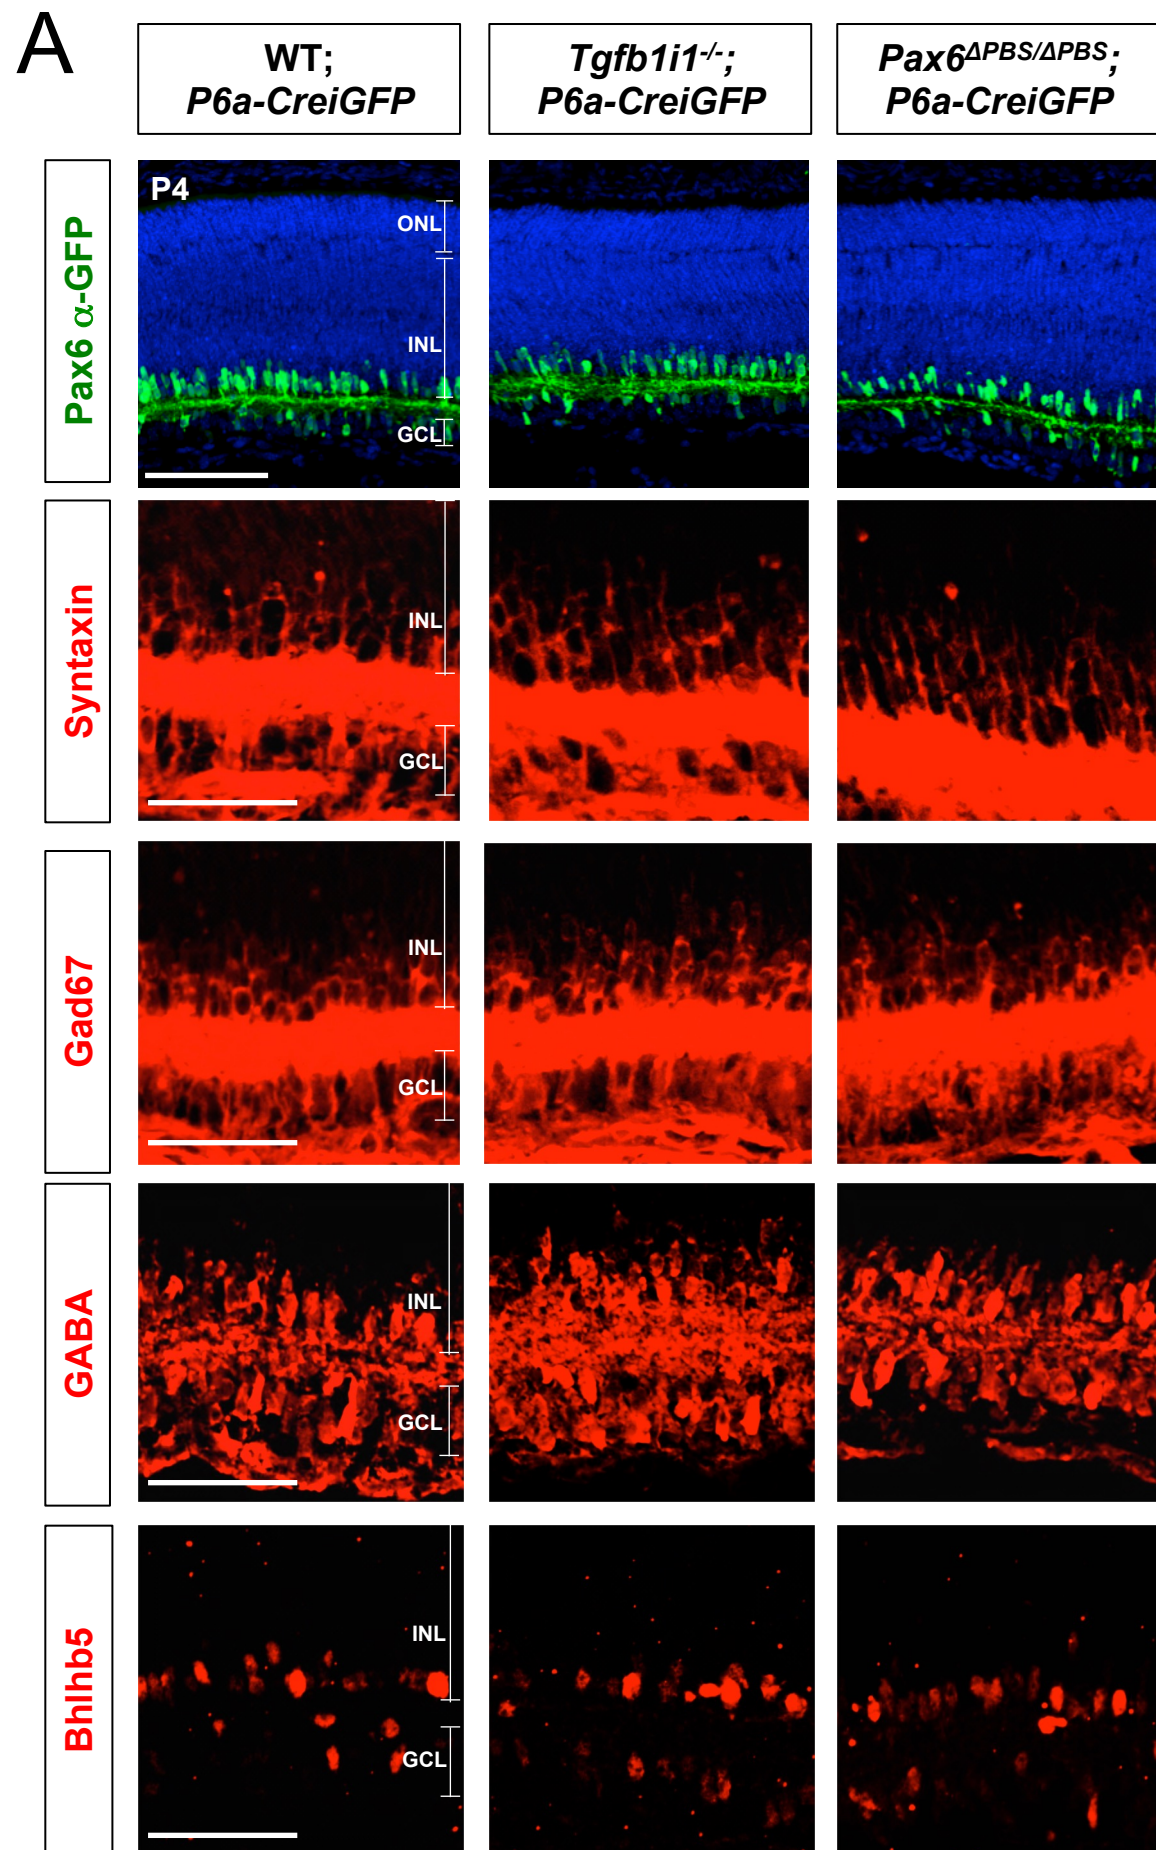 A
WT;
P6a-CreiGFP
Tgfb1i1-/-;
P6a-CreiGFP
Pax6ΔPBS/ΔPBS;
P6a-CreiGFP
Pax6 α-GFP
P4
ONL
INL
GCL
Syntaxin
INL
GCL
Gad67
INL
GCL
GABA
INL
GCL
Bhlhb5
INL
GCL